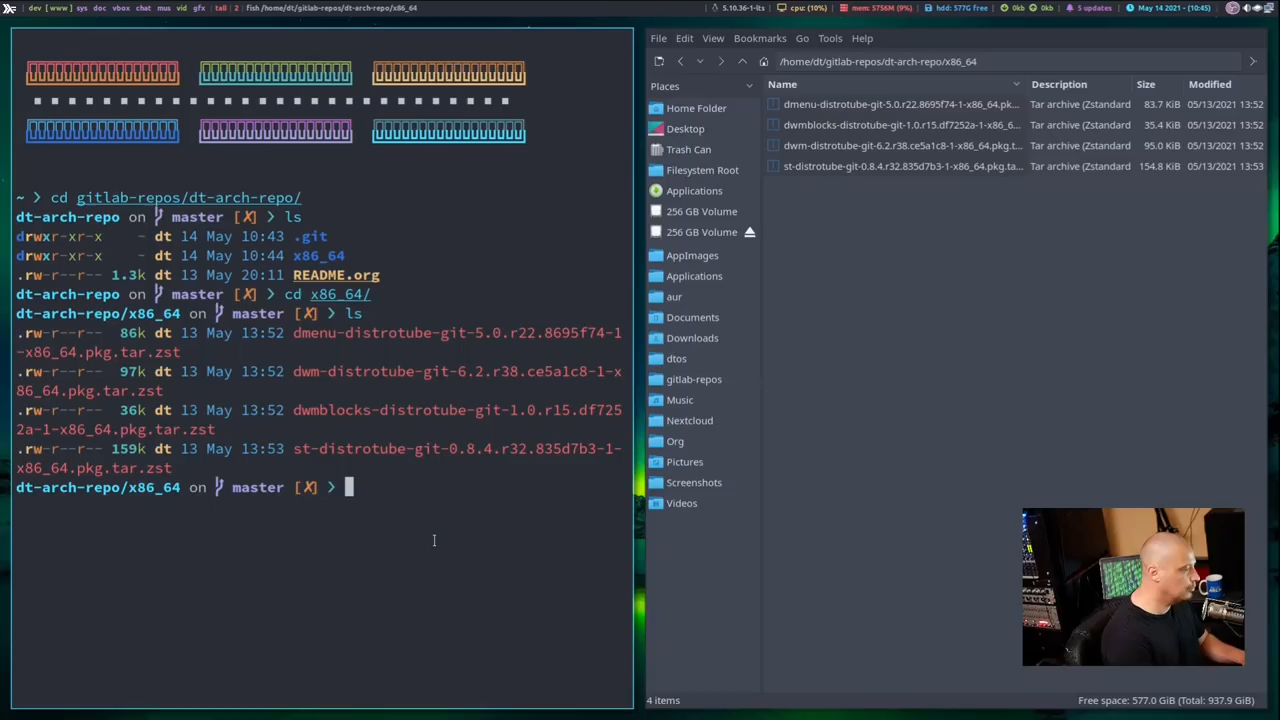 dev [ www ] sys doc vbox chat mus vid gfx | tall | 2 | fish /home/dt/gitlab-repos/dt-arch-repo/x86_64
5.10.36-1-lts | cpu: (10%) | mem: 5756M (9%) | hdd: 577G free | 0kb 0kb | 5 updates | May 14 2021 - (10:45)
~ > cd gitlab-repos/dt-arch-repo/
dt-arch-repo on master [✗] > ls
drwxr-xr-x - dt 14 May 10:43 .git
drwxr-xr-x - dt 14 May 10:44 x86_64
.rw-r--r-- 1.3k dt 13 May 20:11 README.org
dt-arch-repo on master [✗] > cd x86_64/
dt-arch-repo/x86_64 on master [✗] > ls
.rw-r--r-- 86k dt 13 May 13:52 dmenu-distrotube-git-5.0.r22.8695f74-1
-x86_64.pkg.tar.zst
.rw-r--r-- 97k dt 13 May 13:52 dwm-distrotube-git-6.2.r38.ce5a1c8-1-x
86_64.pkg.tar.zst
.rw-r--r-- 36k dt 13 May 13:52 dwmblocks-distrotube-git-1.0.r15.df725
2a-1-x86_64.pkg.tar.zst
.rw-r--r-- 159k dt 13 May 13:53 st-distrotube-git-0.8.4.r32.835d7b3-1-
x86_64.pkg.tar.zst
dt-arch-repo/x86_64 on master [✗] >
File Edit View Bookmarks Go Tools Help
/home/dt/gitlab-repos/dt-arch-repo/x86_64
Places
Home Folder
Desktop
Trash Can
Filesystem Root
Applications
256 GB Volume
256 GB Volume
AppImages
Applications
aur
Documents
Downloads
dtos
gitlab-repos
Music
Nextcloud
Org
Pictures
Screenshots
Videos
Name Description Size Modified
dmenu-distrotube-git-5.0.r22.8695f74-1-x86_64.pk... Tar archive (Zstandard 83.7 KiB 05/13/2021 13:52
dwmblocks-distrotube-git-1.0.r15.df7252a-1-x86_6... Tar archive (Zstandard 35.4 KiB 05/13/2021 13:52
dwm-distrotube-git-6.2.r38.ce5a1c8-1-x86_64.pkg.t... Tar archive (Zstandard 95.0 KiB 05/13/2021 13:52
st-distrotube-git-0.8.4.r32.835d7b3-1-x86_64.pkg.ta... Tar archive (Zstandard 154.8 KiB 05/13/2021 13:53
4 items
Free space: 577.0 GiB (Total: 937.9 GiB)